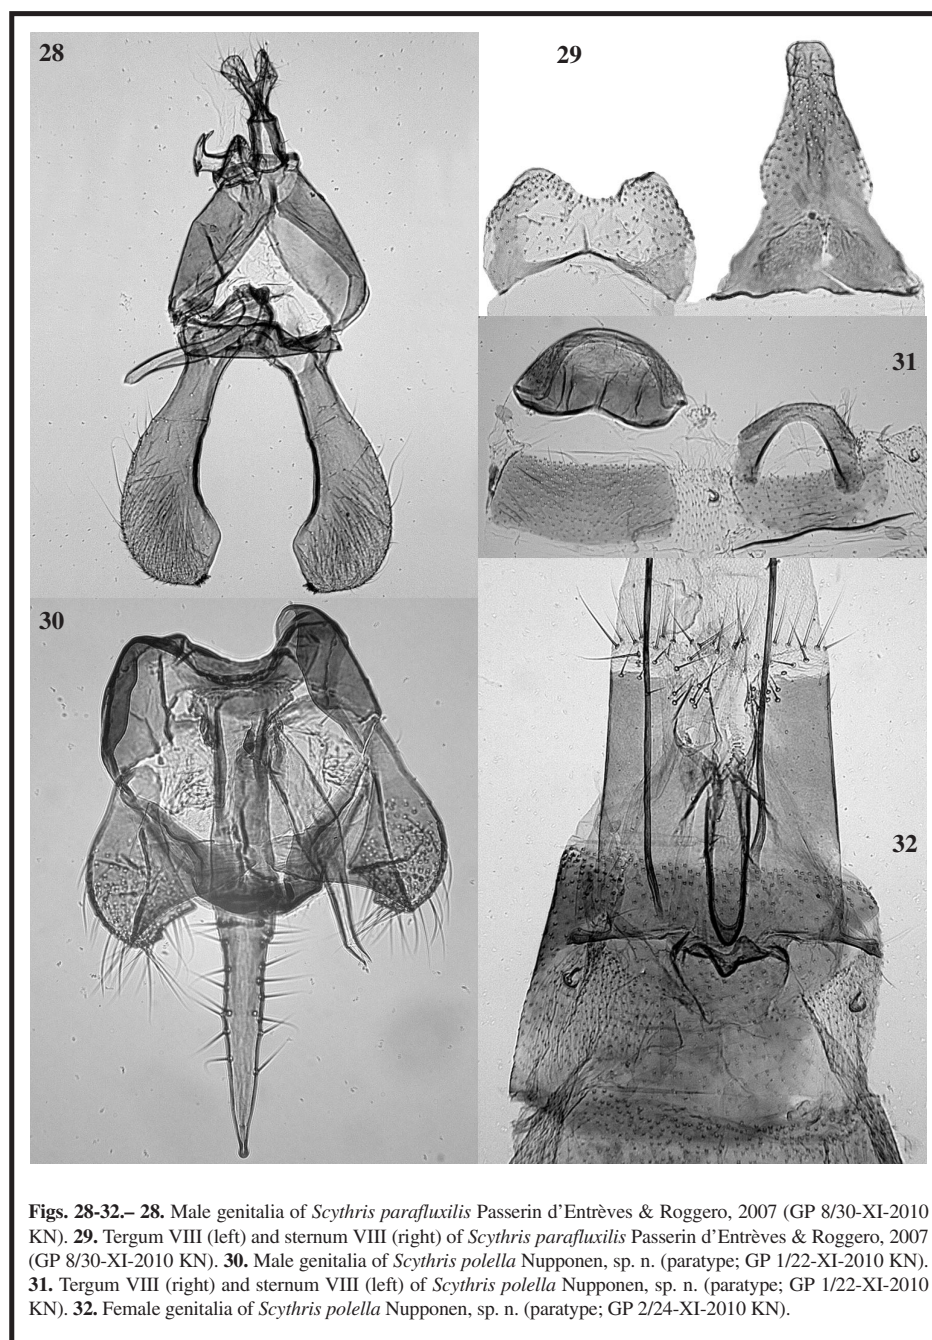 28
29
31
30
32
Figs. 28-32.– 28. Male genitalia of Scythris parafluxilis Passerin d'Entrèves & Roggero, 2007 (GP 8/30-XI-2010
KN). 29. Tergum VIII (left) and sternum VIII (right) of Scythris parafluxilis Passerin d'Entrèves & Roggero, 2007
(GP 8/30-XI-2010 KN). 30. Male genitalia of Scythris polella Nupponen, sp. n. (paratype; GP 1/22-XI-2010 KN).
31. Tergum VIII (right) and sternum VIII (left) of Scythris polella Nupponen, sp. n. (paratype; GP 1/22-XI-2010
KN). 32. Female genitalia of Scythris polella Nupponen, sp. n. (paratype; GP 2/24-XI-2010 KN).